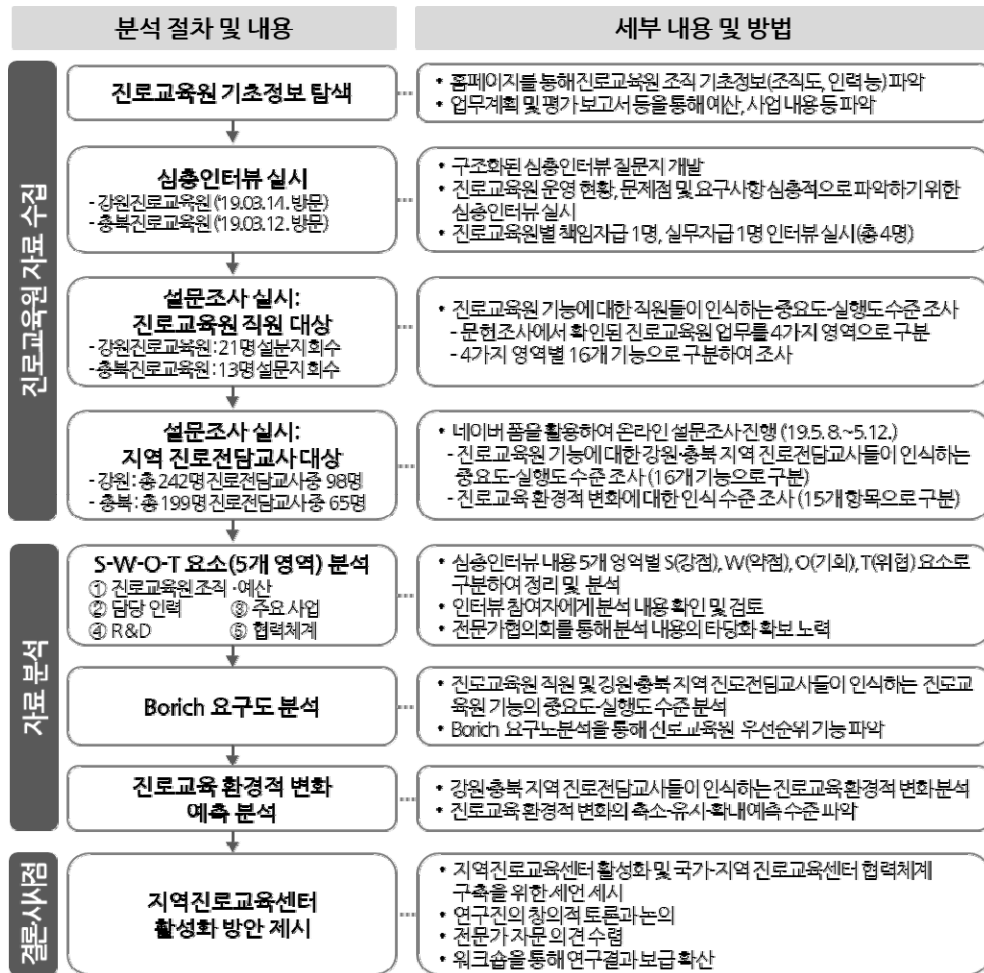 분석 절차 및 내용
세부 내용 및 방법
진로교육원 자료 수집
진로교육원 기초정보 탐색
• 홈페이지를 통해 진로교육원 조직 기초정보(조직도, 인력 등) 파악
• 업무계획 및 평가 보고서 등을 통해 예산, 사업 내용 등 파악
심층인터뷰 실시
- 강원진로교육원 ('19.03.14. 방문)
- 충북진로교육원 ('19.03.12. 방문)
• 구조화된 심층인터뷰 질문지 개발
• 진로교육원 운영 현황, 문제점 및 요구사항 심층적으로 파악하기 위한
심층인터뷰 실시
• 진로교육원별 책임자급 1명, 실무자급 1명 인터뷰 실시(총 4명)
설문조사 실시:
진로교육원 직원 대상
- 강원진로교육원 : 21명 설문지 회수
- 충북진로교육원 : 13명 설문지 회수
• 진로교육원 기능에 대한 직원들이 인식하는 중요도-실행도 수준 조사
- 문헌조사에서 확인된 진로교육원 업무를 4가지 영역으로 구분
- 4가지 영역별 16개 기능으로 구분하여 조사
설문조사 실시:
지역 진로전담교사 대상
- 강원 : 총 242명 진로전담교사 중 98명
- 충북 : 총 199명 진로전담교사 중 65명
• 네이버 폼을 활용하여 온라인 설문조사 진행 ('19.5. 8.~5.12.)
- 진로교육원 기능에 대한 강원·충북 지역 진로전담교사들이 인식하는
중요도-실행도 수준 조사 (16개 기능으로 구분)
- 진로교육 환경적 변화에 대한 인식 수준 조사 (15개 항목으로 구분)
자료 분석
S-W-O-T 요소(5개 영역) 분석
① 진로교육원 조직·예산
② 담당 인력 ③ 주요 사업
④ R&D ⑤ 협력체계
• 심층인터뷰 내용 5개 영역별 S(강점), W(약점), O(기회), T(위협) 요소로
구분하여 정리 및 분석
• 인터뷰 참여자에게 분석 내용 확인 및 검토
• 전문가협의회를 통해 분석 내용의 타당화 확보 노력
Borich 요구도 분석
• 진로교육원 직원 및 강원·충북 지역 진로전담교사들이 인식하는 진로교
육원 기능의 중요도-실행도 수준 분석
• Borich 요구도분석을 통해 진로교육원 우선순위 기능 파악
진로교육 환경적 변화
예측 분석
• 강원·충북 지역 진로전담교사들이 인식하는 진로교육 환경적 변화 분석
• 진로교육 환경적 변화의 축소-유지-확대 예측 수준 파악
결론·시사점
지역진로교육센터
활성화 방안 제시
• 지역진로교육센터 활성화 및 국가-지역 진로교육센터 협력체계
구축을 위한 제언 제시
• 연구진의 창의적 토론과 논의
• 전문가 자문 의견 수렴
• 워크숍을 통해 연구결과 보급 확산